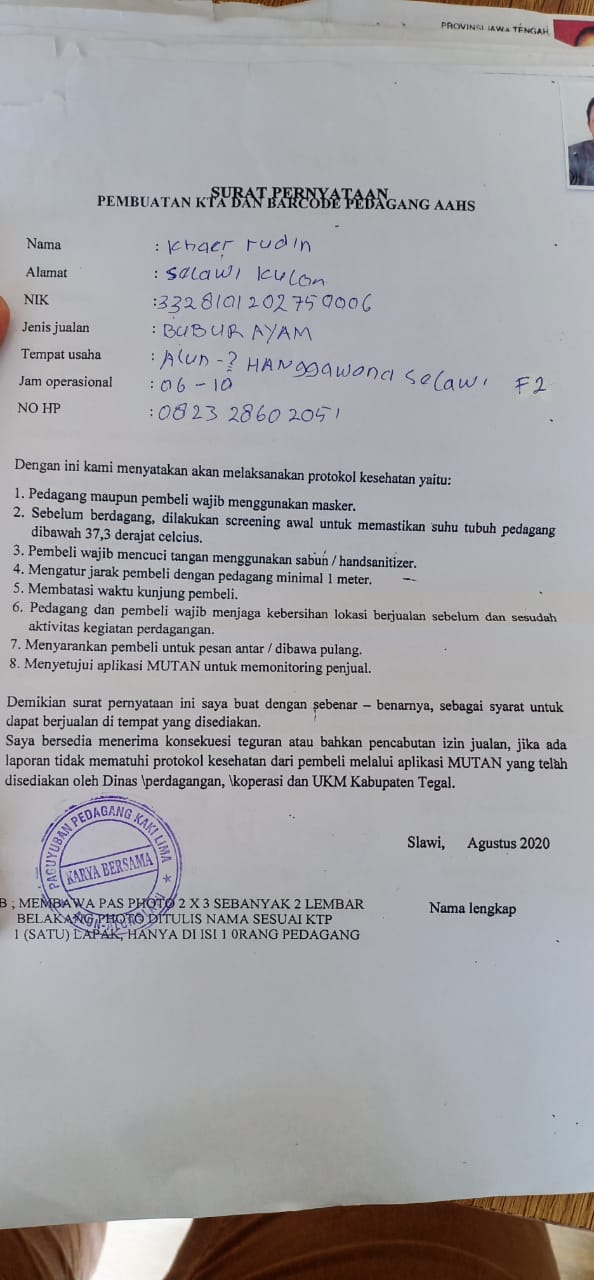 PROVINSI JAWA TENGAH
SURAT PERNYATAAN
PEMBUATAN KTA DAN BARCODE PEDAGANG AAHS
Nama : Khaer rudin
Alamat : Selawi Kulon
NIK :3328101202750006
Jenis jualan : BUBUR AYAM
Tempat usaha : Alun-2 HANggawana Selawi F2
Jam operasional : 06-10
NO HP : 0823 2860 2051
Dengan ini kami menyatakan akan melaksanakan protokol kesehatan yaitu:
1. Pedagang maupun pembeli wajib menggunakan masker.
2. Sebelum berdagang, dilakukan screening awal untuk memastikan suhu tubuh pedagang
dibawah 37,3 derajat celcius.
3. Pembeli wajib mencuci tangan menggunakan sabun / handsanitizer.
4. Mengatur jarak pembeli dengan pedagang minimal 1 meter.
5. Membatasi waktu kunjung pembeli.
6. Pedagang dan pembeli wajib menjaga kebersihan lokasi berjualan sebelum dan sesudah
aktivitas kegiatan perdagangan.
7. Menyarankan pembeli untuk pesan antar / dibawa pulang.
8. Menyetujui aplikasi MUTAN untuk memonitoring penjual.
Demikian surat pernyataan ini saya buat dengan sebenar – benarnya, sebagai syarat untuk
dapat berjualan di tempat yang disediakan.
Saya bersedia menerima konsekuesi teguran atau bahkan pencabutan izin jualan, jika ada
laporan tidak mematuhi protokol kesehatan dari pembeli melalui aplikasi MUTAN yang telah
disediakan oleh Dinas \perdagangan, \koperasi dan UKM Kabupaten Tegal.
Slawi, Agustus 2020
PAGUYUBAN PEDAGANG KAKI LIMA
KARYA BERSAMA
Nama lengkap
B ; MEMBAWA PAS PHOTO 2 X 3 SEBANYAK 2 LEMBAR
BELAKANG PHOTO DITULIS NAMA SESUAI KTP
1 (SATU) LAPAK, HANYA DI ISI 1 0RANG PEDAGANG